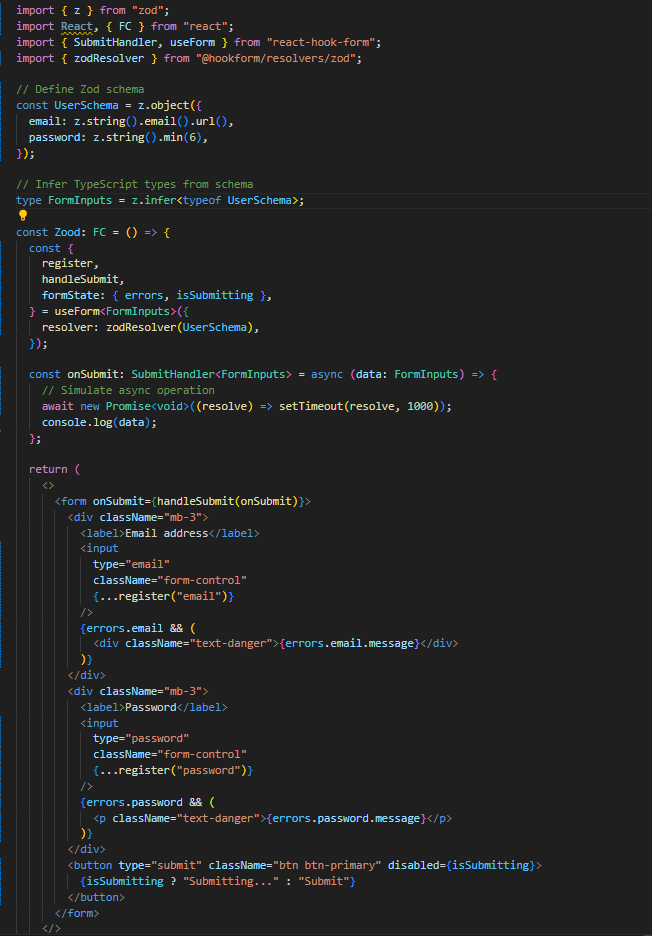 import { z } from "zod";
import React, { FC } from "react";
import { SubmitHandler, useForm } from "react-hook-form";
import { zodResolver } from "@hookform/resolvers/zod";

// Define Zod schema
const UserSchema = z.object({
  email: z.string().email().url(),
  password: z.string().min(6),
});

// Infer TypeScript types from schema
type FormInputs = z.infer<typeof UserSchema>;

const Zood: FC = () => {
  const {
    register,
    handleSubmit,
    formState: { errors, isSubmitting },
  } = useForm<FormInputs>({
    resolver: zodResolver(UserSchema),
  });

  const onSubmit: SubmitHandler<FormInputs> = async (data: FormInputs) => {
    // Simulate async operation
    await new Promise<void>((resolve) => setTimeout(resolve, 1000));
    console.log(data);
  };

  return (
    <>
      <form onSubmit={handleSubmit(onSubmit)}>
        <div className="mb-3">
          <label>Email address</label>
          <input
            type="email"
            className="form-control"
            {...register("email")}
          />
          {errors.email && (
            <div className="text-danger">{errors.email.message}</div>
          )}
        </div>
        <div className="mb-3">
          <label>Password</label>
          <input
            type="password"
            className="form-control"
            {...register("password")}
          />
          {errors.password && (
            <p className="text-danger">{errors.password.message}</p>
          )}
        </div>
        <button type="submit" className="btn btn-primary" disabled={isSubmitting}>
          {isSubmitting ? "Submitting..." : "Submit"}
        </button>
      </form>
    </>